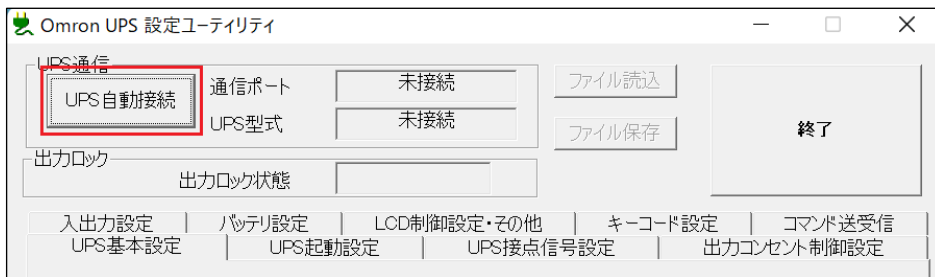 Omron UPS 設定ユーティリティ
UPS通信
UPS自動接続
通信ポート 未接続
UPS型式 未接続
ファイル読込
ファイル保存
終了
出力ロック
出力ロック状態
入出力設定 バッテリ設定 LCD制御設定・その他 キーコード設定 コマンド送受信
UPS基本設定 UPS起動設定 UPS接点信号設定 出力コンセント制御設定